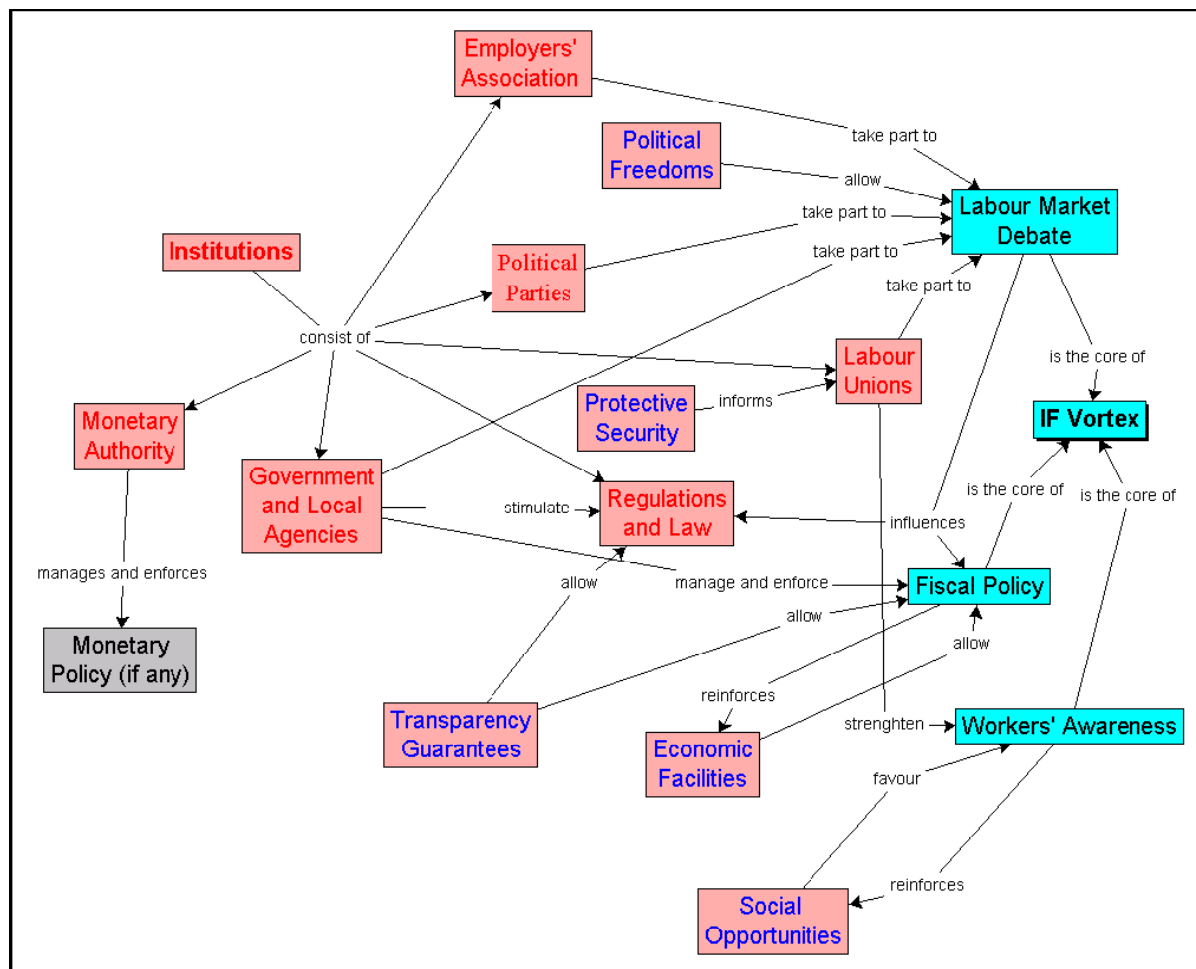 Employers'
Association
take part to
Political
Freedoms
allow
Labour Market
Debate
take part to
Institutions
Political
Parties
take part to
take part to
consist of
Labour
Unions
is the core of
Protective
Security
informs
Monetary
Authority
IF Vortex
Government
and Local
Agencies
stimulate
Regulations
and Law
influences
is the core of
is the core of
manages and enforces
allow
manage and enforce
Fiscal Policy
allow
allow
Monetary
Policy (if any)
reinforces
Transparency
Guarantees
Economic
Facilities
strenghten
Workers' Awareness
favour
reinforces
Social
Opportunities